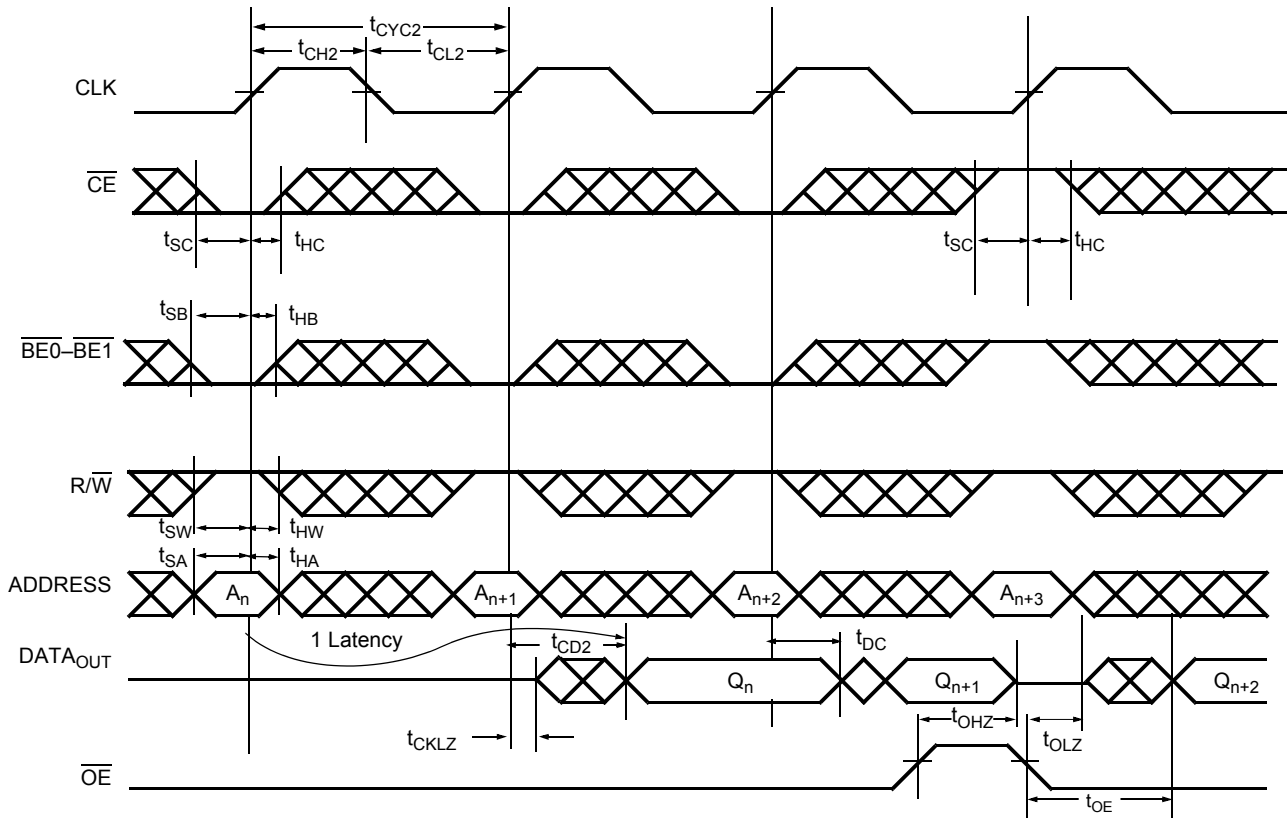 tCYC2
tCH2
tCL2
CLK
CE
tSC
tHC
tSC
tHC
tSB
tHB
BE0–BE1
R/W
tSW
tHW
tSA
tHA
ADDRESS
An
An+1
An+2
An+3
1 Latency
tCD2
tDC
DATAOUT
Qn
Qn+1
Qn+2
tOHZ
tCKLZ
tOLZ
OE
tOE